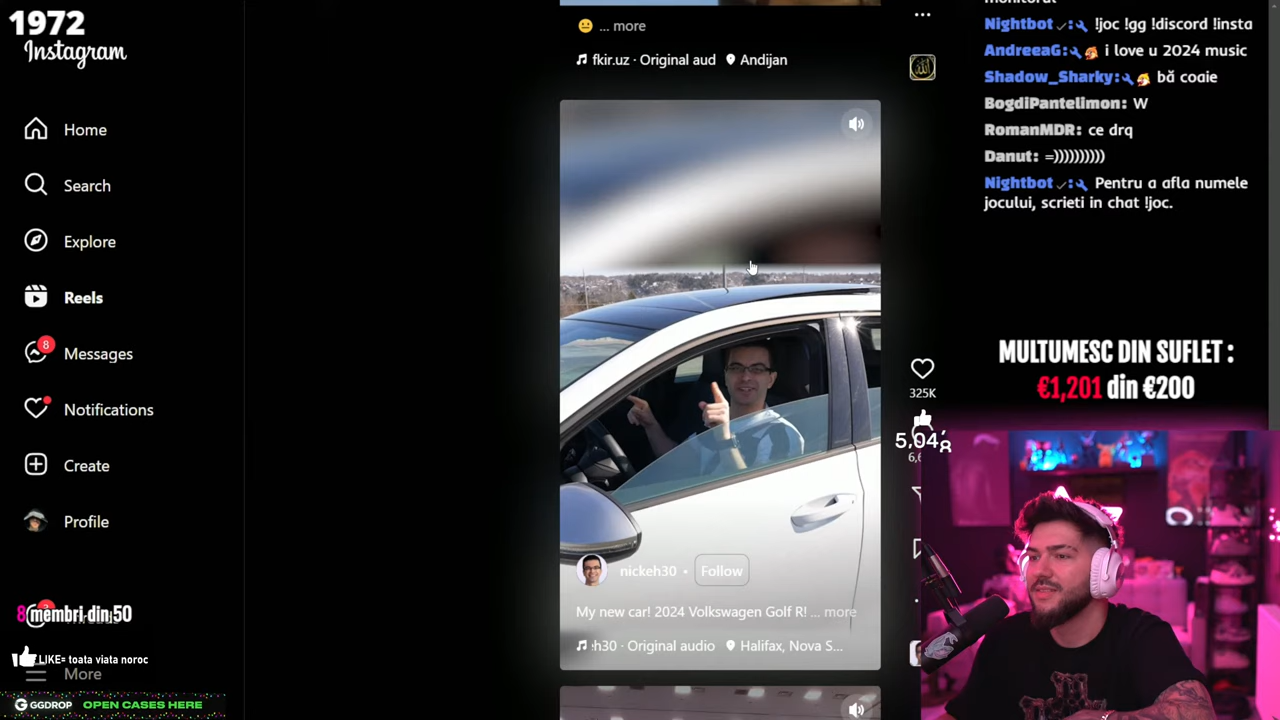 1972
Instagram
Home
Search
Explore
Reels
8
Messages
Notifications
Create
Profile
8 membri din 50
LIKE= toata viata noroc
More
GGDROP OPEN CASES HERE
😐 ... more
fkir.uz · Original aud Andijan
nickeh30 • Follow
My new car! 2024 Volkswagen Golf R! ... more
eh30 · Original audio Halifax, Nova S...
325K
5,048
monitorul
Nightbot: !joc !gg !discord !insta
AndreeaG: i love u 2024 music
Shadow_Sharky: bă coaie
BogdiPantelimon: W
RomanMDR: ce drq
Danut: =))))))))))
Nightbot: Pentru a afla numele
jocului, scrieti in chat !joc.
MULTUMESC DIN SUFLET :
€1,201 din €200